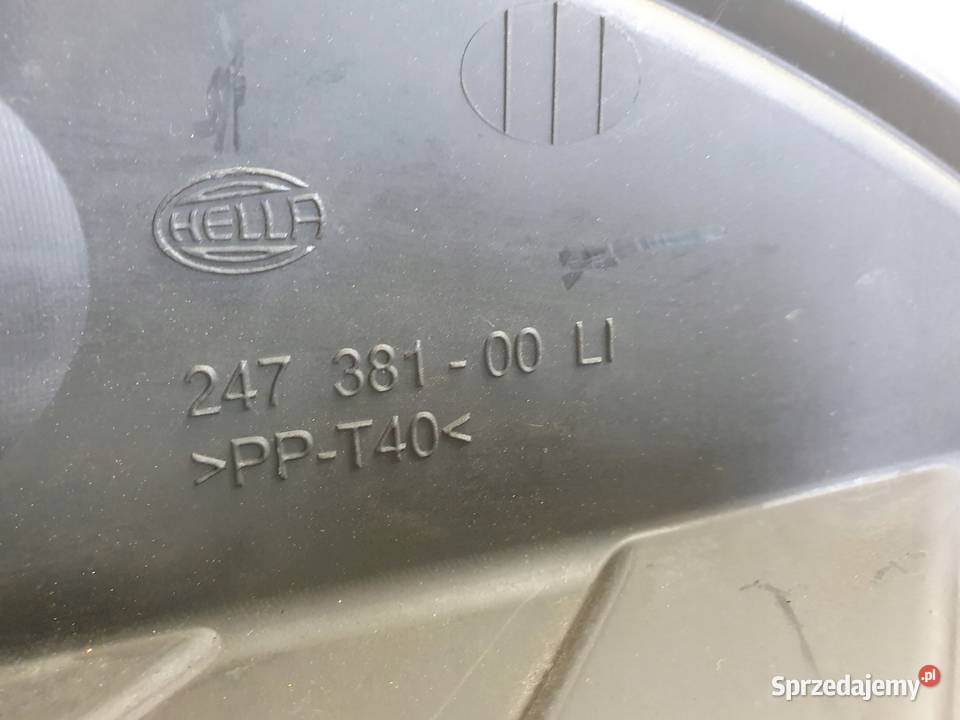 HELLA
247 381-00 LI
>PP-T40<
Sprzedajemy.pl